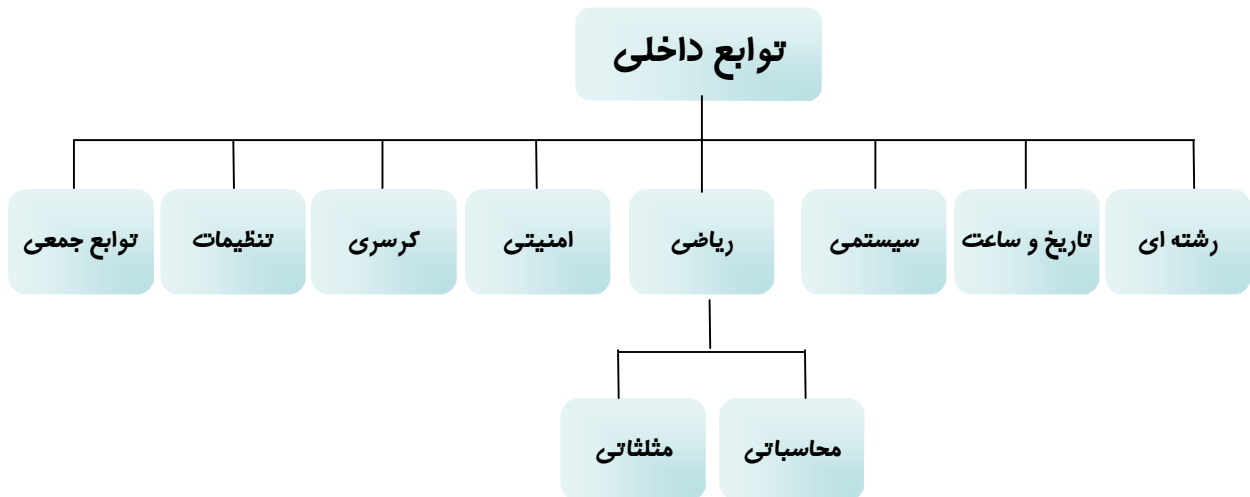 توابع داخلی
رشته ای
تاریخ و ساعت
سیستمی
ریاضی
امنیتی
کرسری
تنظیمات
توابع جمعی
محاسباتی
مثلثاتی